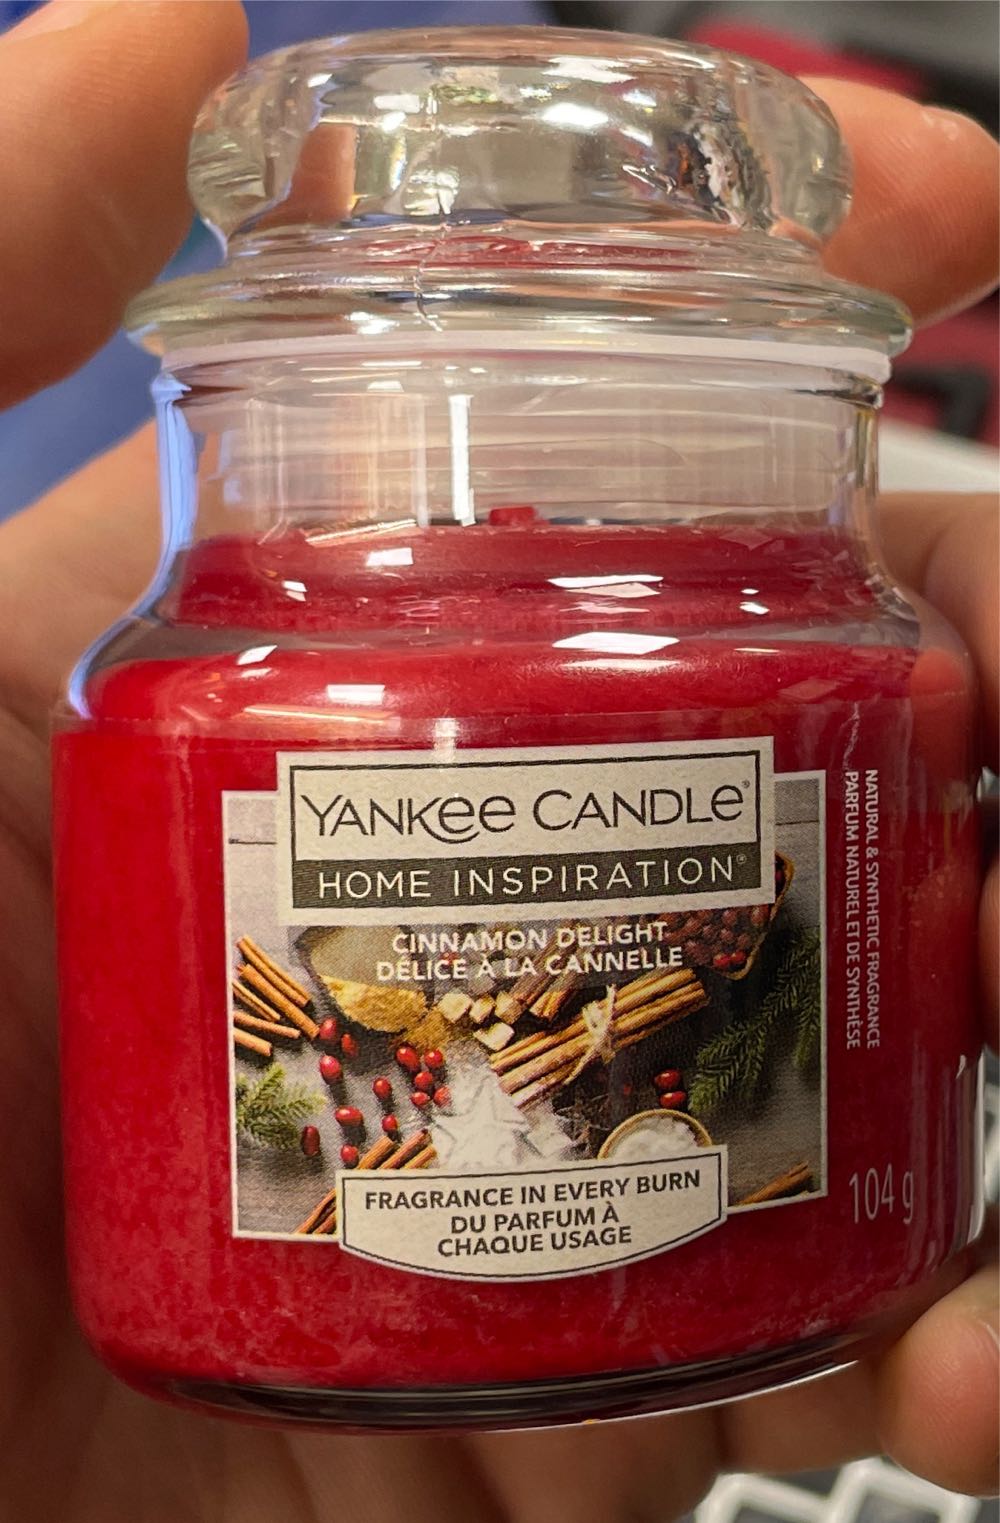 YANKEE CANDLE®
HOME INSPIRATION®
CINNAMON DELIGHT
DÉLICE À LA CANNELLE
FRAGRANCE IN EVERY BURN
DU PARFUM À
CHAQUE USAGE
NATURAL & SYNTHETIC FRAGRANCE
PARFUM NATUREL ET DE SYNTHÈSE
104 g